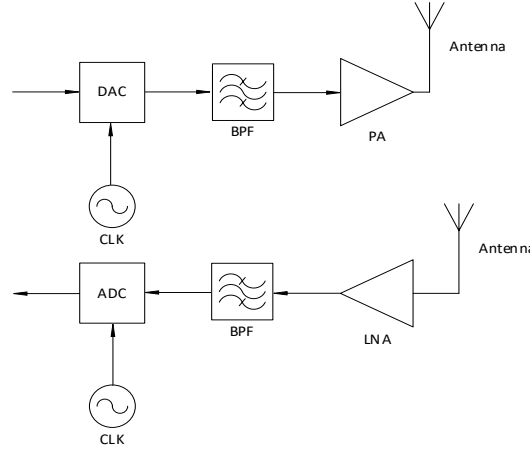 Antenna
DAC
BPF
PA
CLK
Antenna
ADC
BPF
LNA
CLK